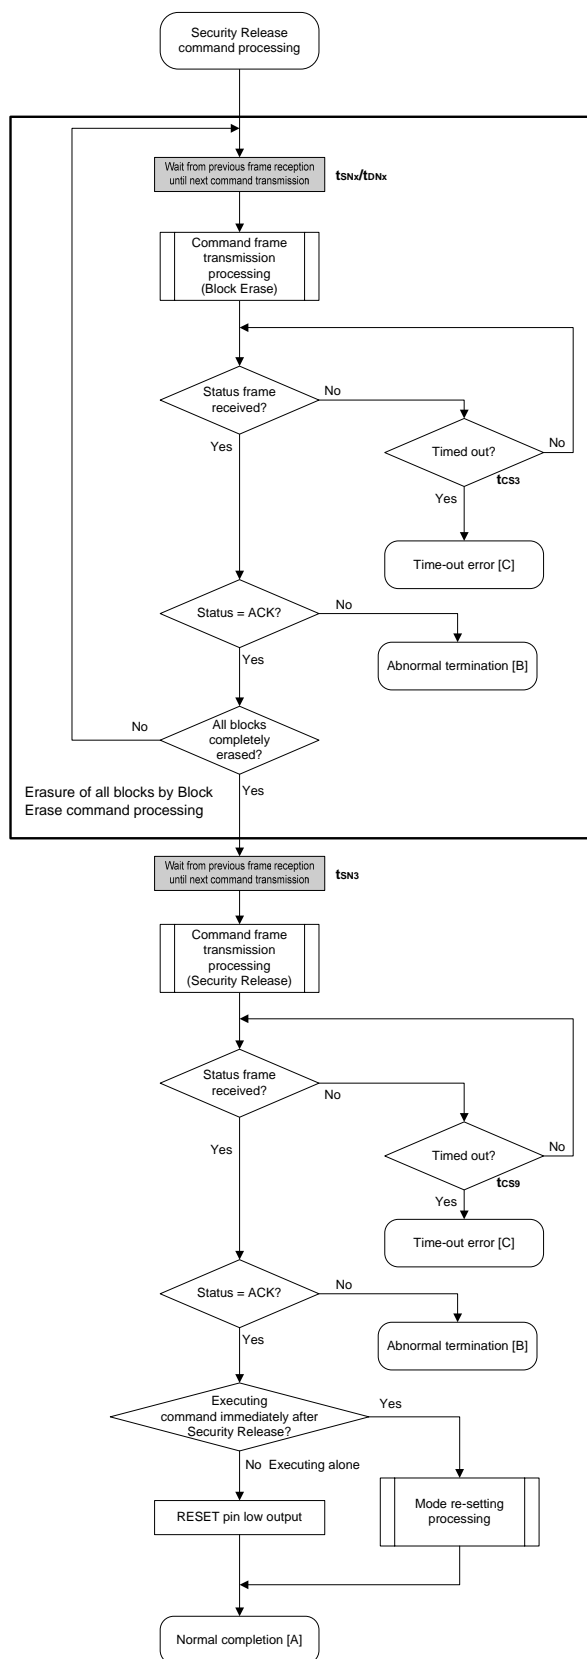 Security Release
command processing
Wait from previous frame reception
until next command transmission
tSNx/tDNx
Command frame
transmission
processing
(Block Erase)
Status frame
received?
No
Yes
Timed out?
No
tCS3
Yes
Time-out error [C]
Status = ACK?
No
Yes
Abnormal termination [B]
No
All blocks
completely
erased?
Yes
Erasure of all blocks by Block
Erase command processing
Wait from previous frame reception
until next command transmission
tSN3
Command frame
transmission
processing
(Security Release)
Status frame
received?
No
Yes
Timed out?
No
tCS9
Yes
Time-out error [C]
Status = ACK?
No
Yes
Abnormal termination [B]
Executing
command immediately after
Security Release?
Yes
No  Executing alone
Mode re-setting
processing
RESET pin low output
Normal completion [A]